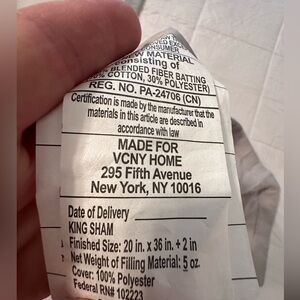 NEW MATERIAL
Consisting of
BLENDED FIBER BATTING
COTTON, 30% POLYESTER)
REG. NO. PA-24706 (CN)
Certification is made by the manufacturer that the
materials in this article are described in
accordance with law
MADE FOR
VCNY HOME
295 Fifth Avenue
New York, NY 10016
Date of Delivery
KING SHAM
Finished Size: 20 in. x 36 in. + 2 in
Net Weight of Filling Material: 5 oz.
Cover: 100% Polyester
Federal RN# 102223